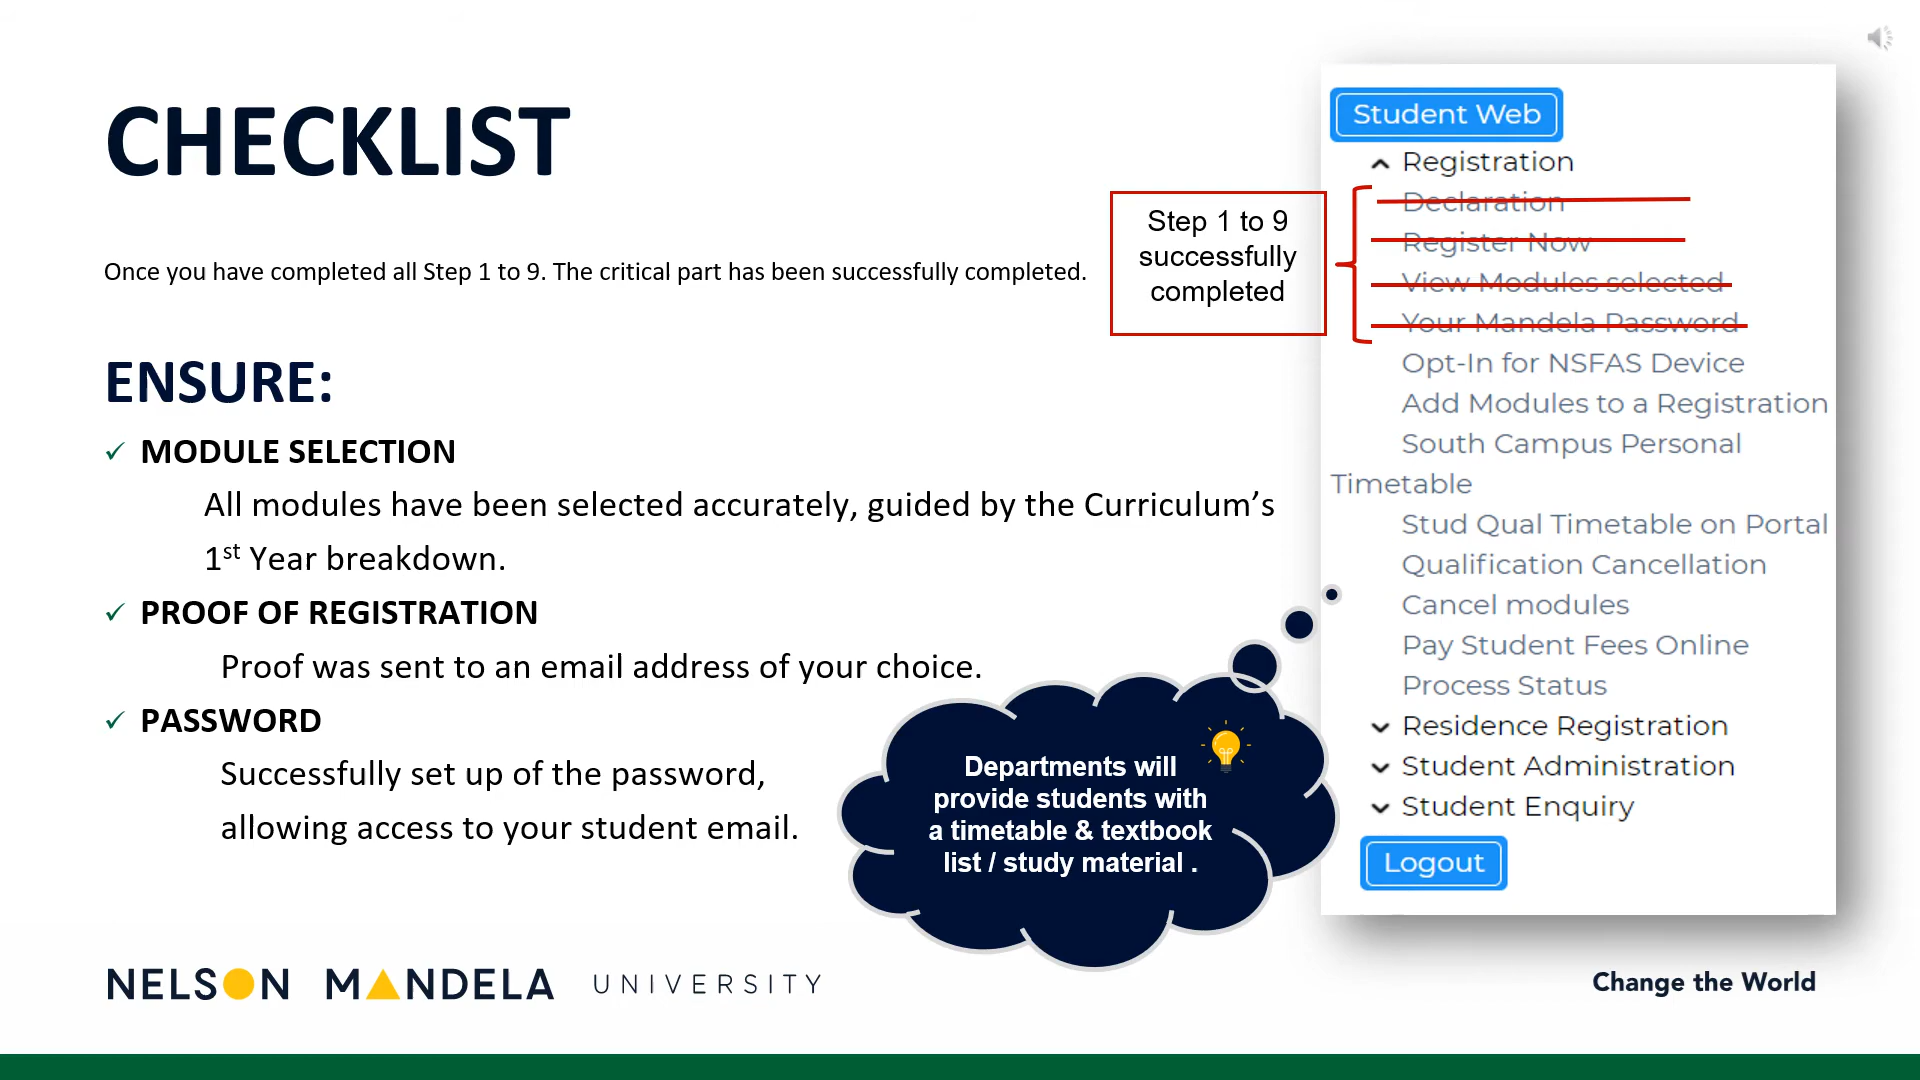 CHECKLIST
Once you have completed all Step 1 to 9. The critical part has been successfully completed.
ENSURE:
✓ MODULE SELECTION
All modules have been selected accurately, guided by the Curriculum’s
1st Year breakdown.
✓ PROOF OF REGISTRATION
Proof was sent to an email address of your choice.
✓ PASSWORD
Successfully set up of the password,
allowing access to your student email.
Step 1 to 9
successfully
completed
Student Web
Registration
Declaration
Register Now
View Modules selected
Your Mandela Password
Opt-In for NSFAS Device
Add Modules to a Registration
South Campus Personal
Timetable
Stud Qual Timetable on Portal
Qualification Cancellation
Cancel modules
Pay Student Fees Online
Process Status
Residence Registration
Student Administration
Student Enquiry
Logout
Departments will
provide students with
a timetable & textbook
list / study material .
NELSON MANDELA UNIVERSITY
Change the World